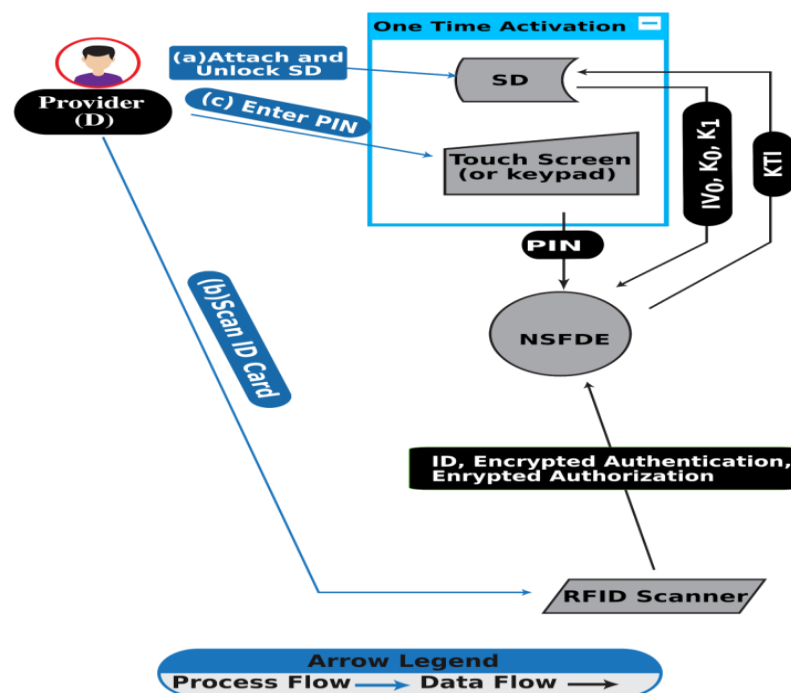 One Time Activation
(a)Attach and
Unlock SD
SD
Provider
(D)
(c) Enter PIN
Touch Screen
(or keypad)
IV0, K0, K1
KTI
PIN
(b)Scan ID Card
NSFDE
ID, Encrypted Authentication,
Enrypted Authorization
RFID Scanner
Arrow Legend
Process Flow
Data Flow